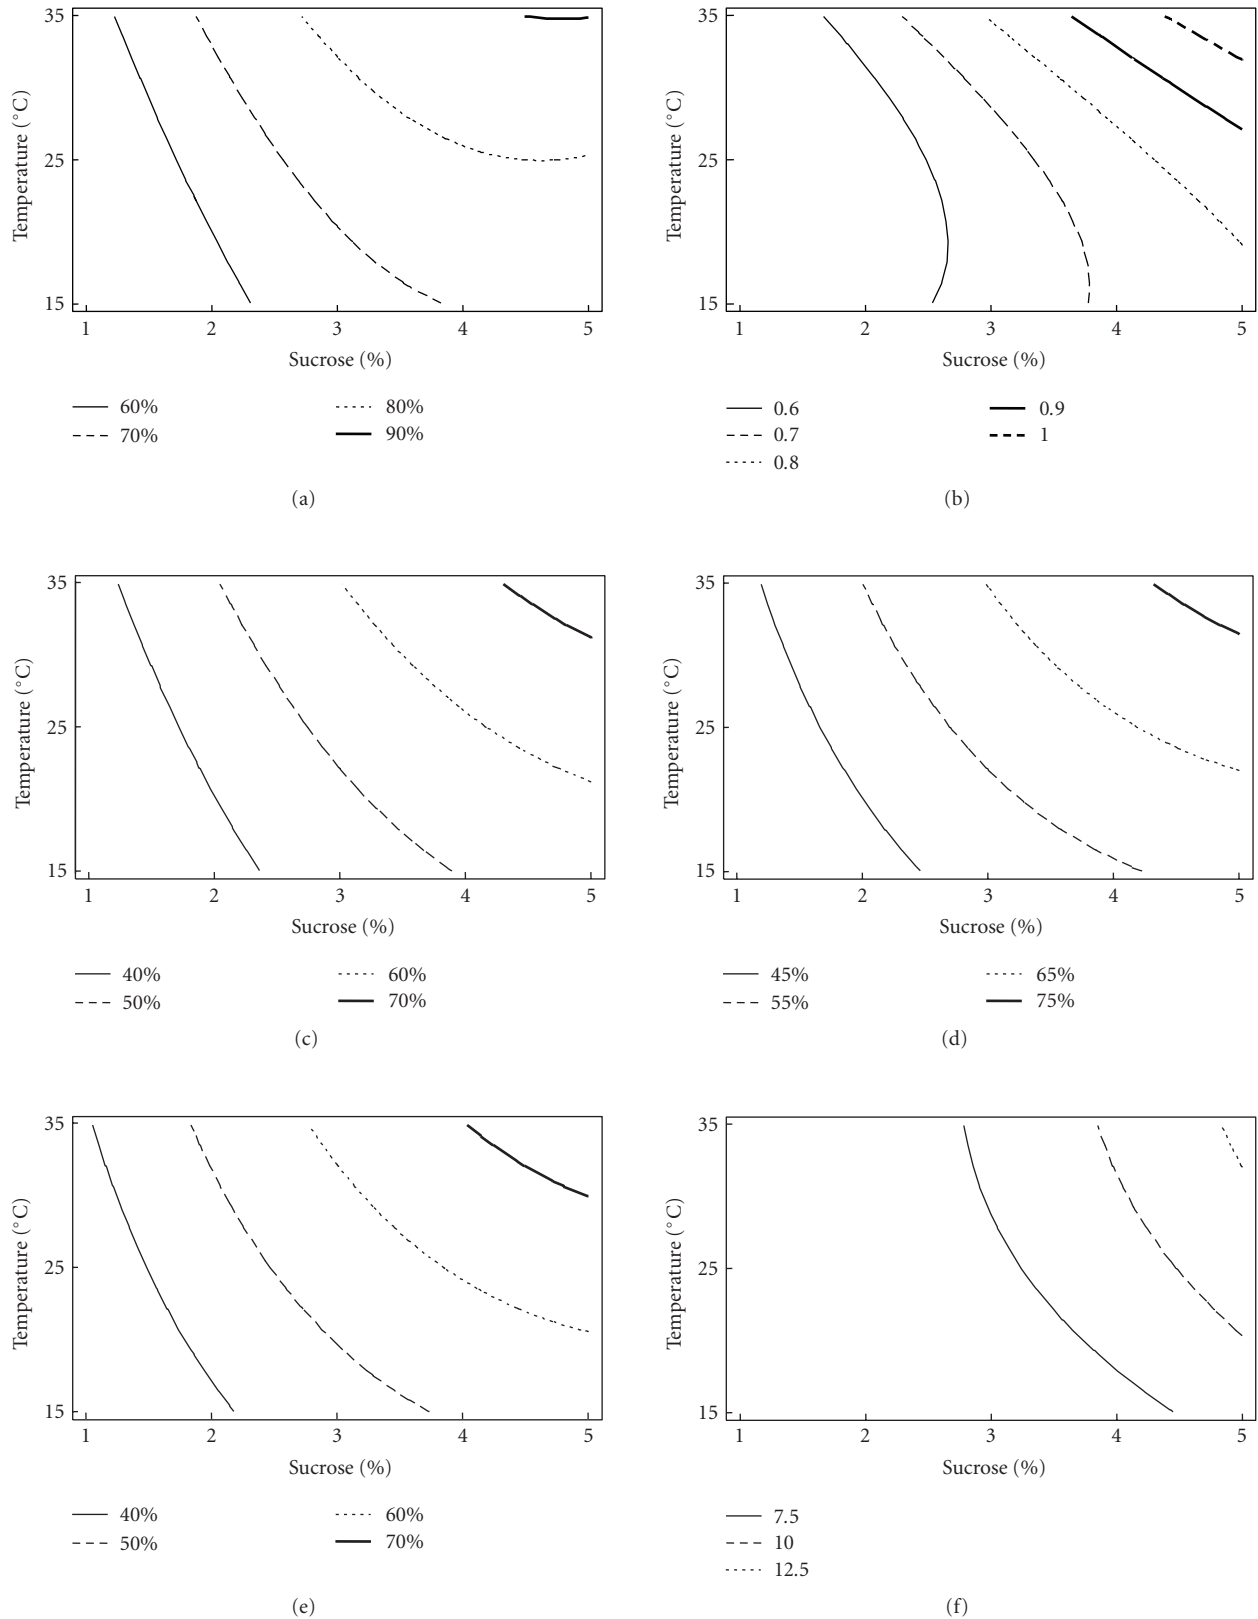 35
25
15
Temperature (°C)
1 2 3 4 5
Sucrose (%)
60% 80%
70% 90%
(a)
35
25
15
Temperature (°C)
1 2 3 4 5
Sucrose (%)
0.6 0.9
0.7 1
0.8
(b)
35
25
15
Temperature (°C)
1 2 3 4 5
Sucrose (%)
40% 60%
50% 70%
(c)
35
25
15
Temperature (°C)
1 2 3 4 5
Sucrose (%)
45% 65%
55% 75%
(d)
35
25
15
Temperature (°C)
1 2 3 4 5
Sucrose (%)
40% 60%
50% 70%
(e)
35
25
15
Temperature (°C)
1 2 3 4 5
Sucrose (%)
7.5
10
12.5
(f)